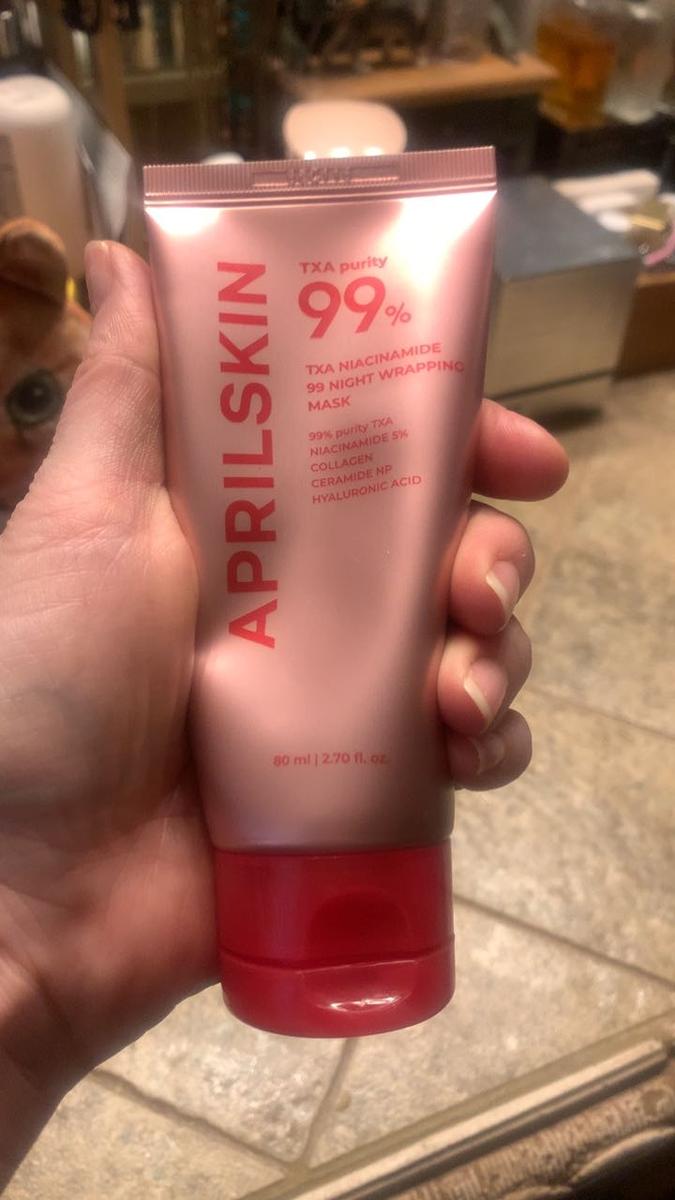 APRILSKIN
TXA purity
99%
TXA NIACINAMIDE
99 NIGHT WRAPPING
MASK
99% purity TXA
NIACINAMIDE 5%
COLLAGEN
CERAMIDE NP
HYALURONIC ACID
80 ml | 2.70 fl. oz.